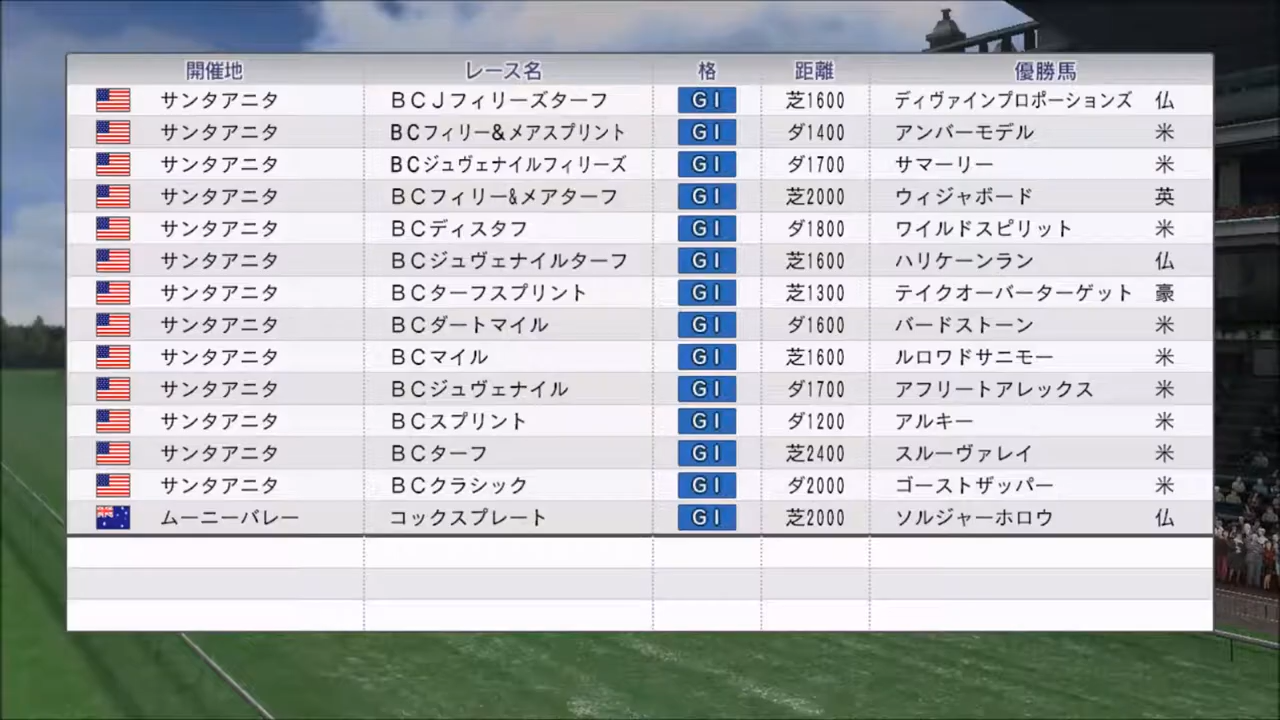 開催地 レース名 格 距離 優勝馬
サンタアニタ ＢＣＪフィリーズターフ GⅠ 芝1600 ディヴァインプロポーションズ 仏
サンタアニタ ＢＣフィリー&メアスプリント GⅠ ダ1400 アンバーモデル 米
サンタアニタ ＢＣジュヴェナイルフィリーズ GⅠ ダ1700 サマーリー 米
サンタアニタ ＢＣフィリー&メアターフ GⅠ 芝2000 ウィジャボード 英
サンタアニタ ＢＣディスタフ GⅠ ダ1800 ワイルドスピリット 米
サンタアニタ ＢＣジュヴェナイルターフ GⅠ 芝1600 ハリケーンラン 仏
サンタアニタ ＢＣターフスプリント GⅠ 芝1300 テイクオーバーターゲット 豪
サンタアニタ ＢＣダートマイル GⅠ ダ1600 バードストーン 米
サンタアニタ ＢＣマイル GⅠ 芝1600 ルロワドサニモー 米
サンタアニタ ＢＣジュヴェナイル GⅠ ダ1700 アフリートアレックス 米
サンタアニタ ＢＣスプリント GⅠ ダ1200 アルキー 米
サンタアニタ ＢＣターフ GⅠ 芝2400 スルーヴァレイ 米
サンタアニタ ＢＣクラシック GⅠ ダ2000 ゴーストザッパー 米
ムーニーバレー コックスプレート GⅠ 芝2000 ソルジャーホロウ 仏